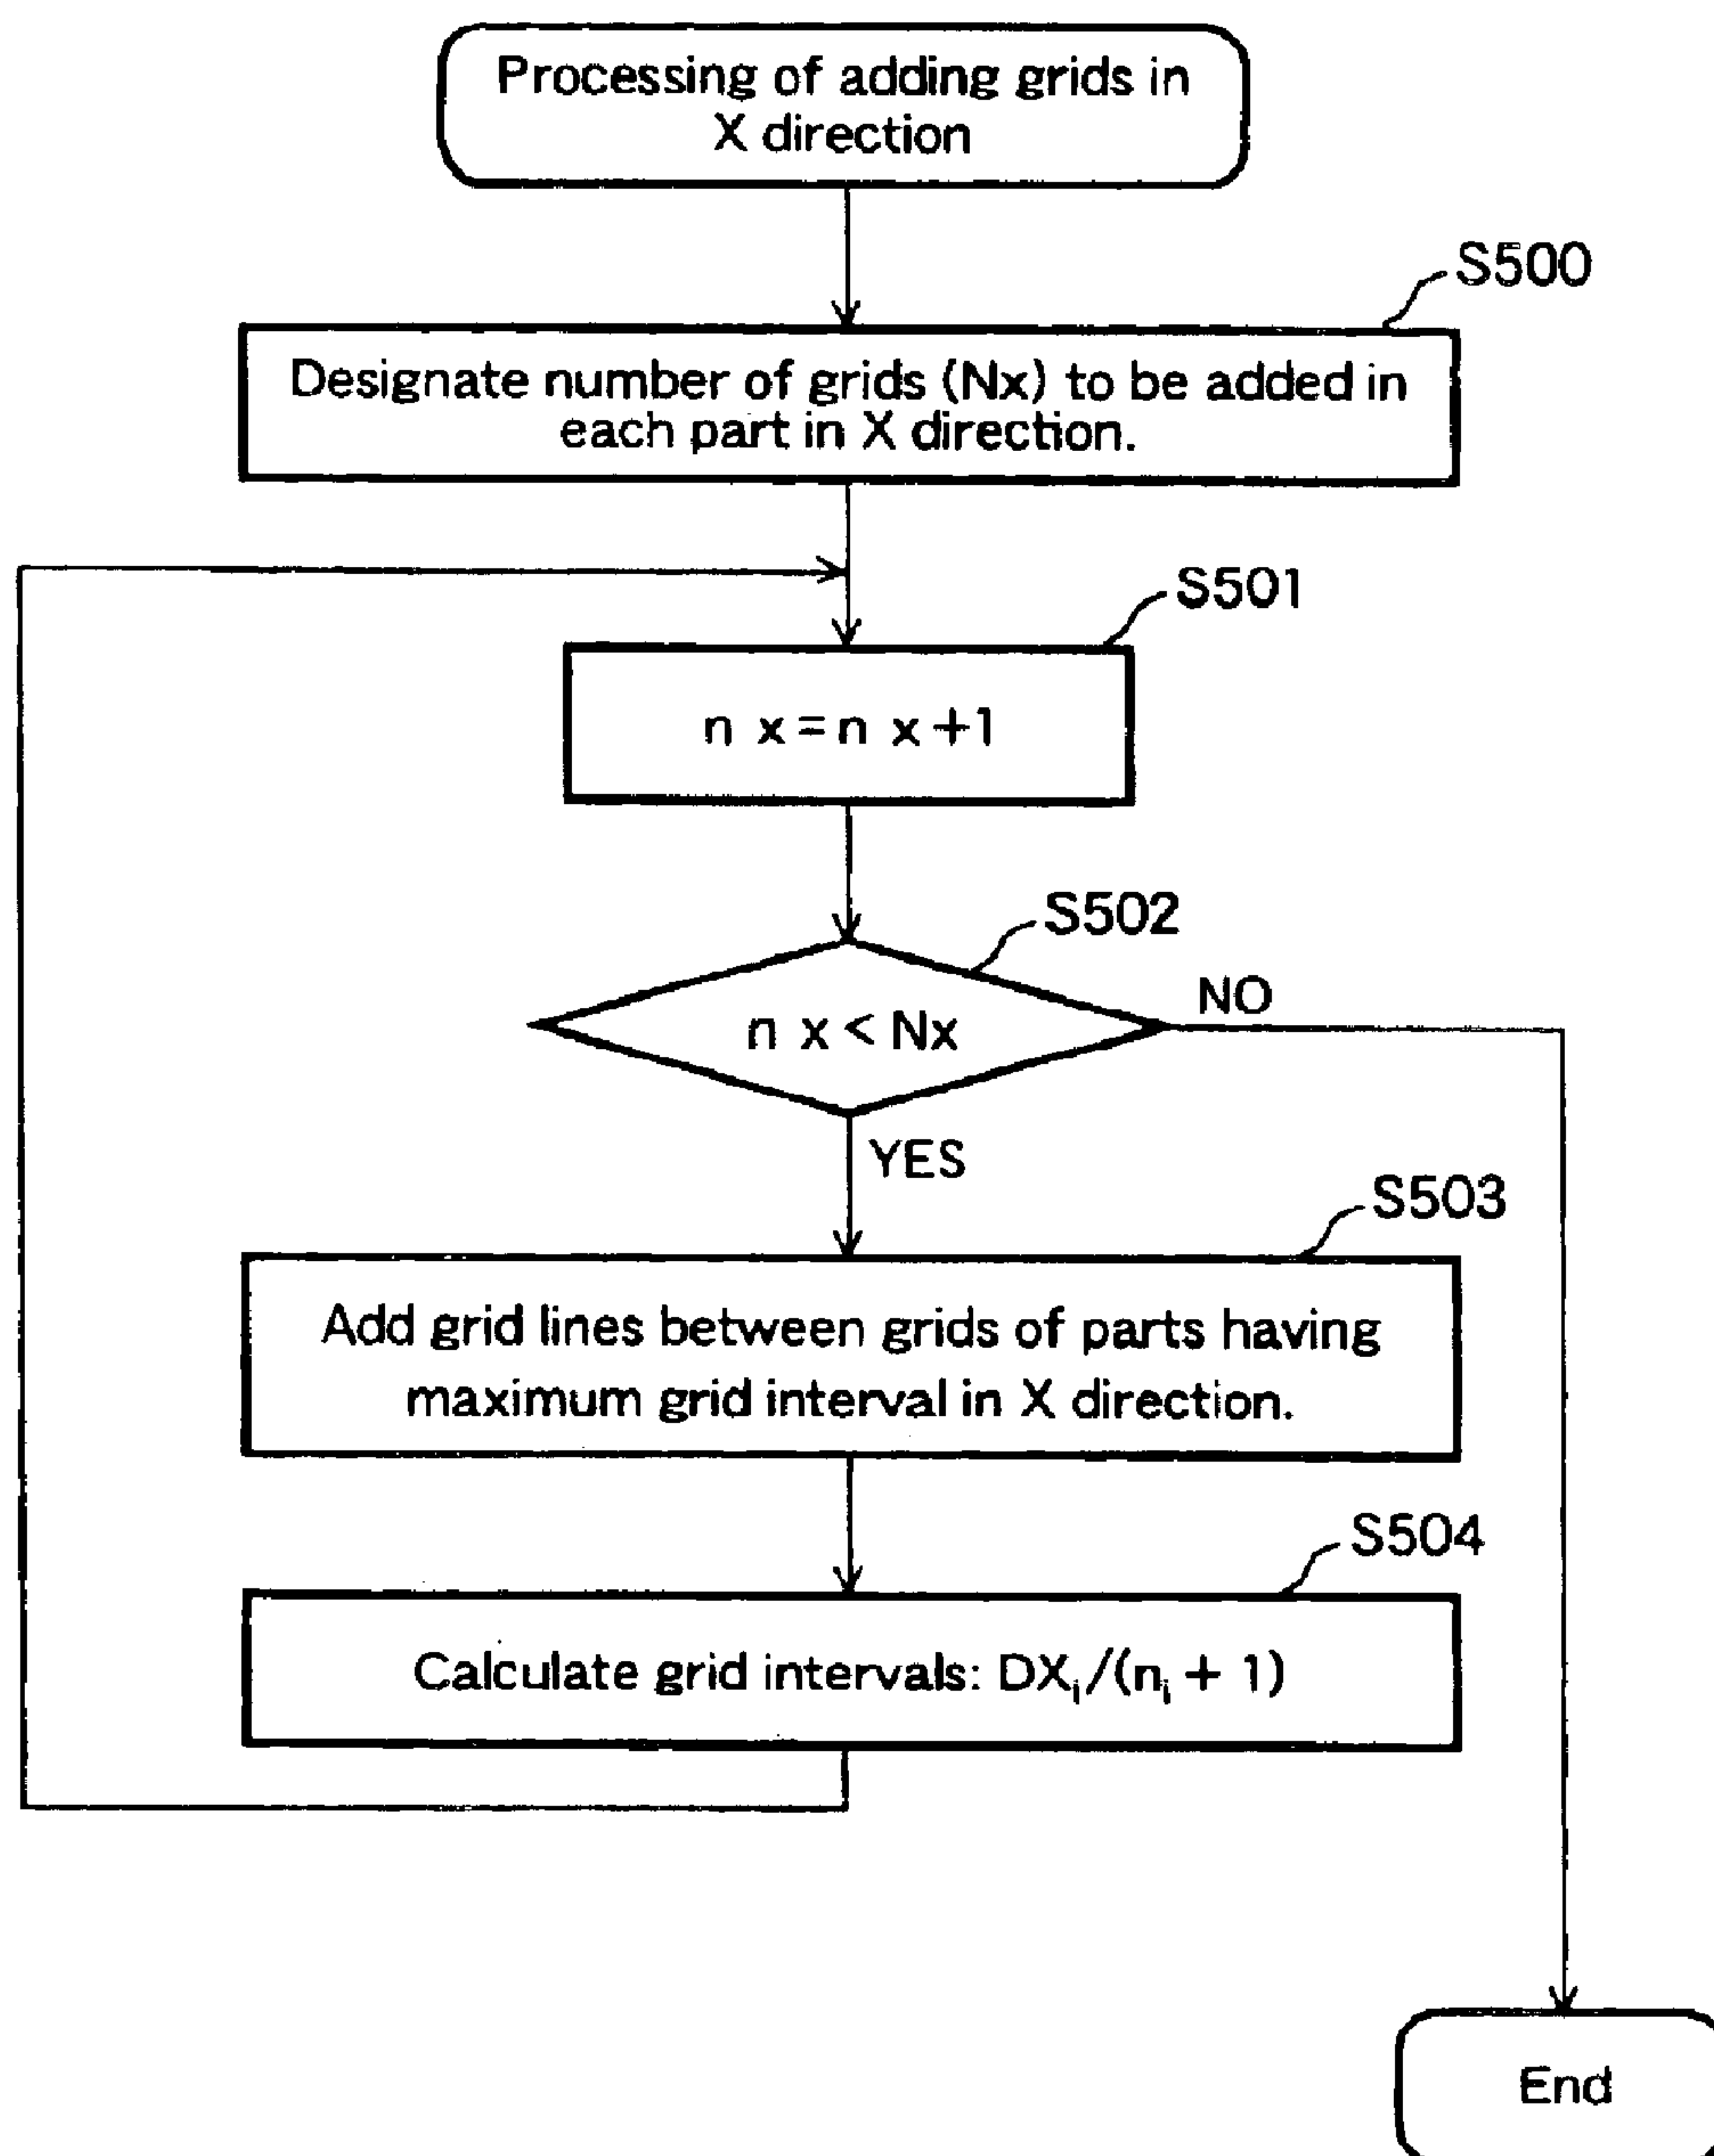 Processing of adding grids in
X direction
S500
Designate number of grids (Nx) to be added in
each part in X direction.
S501
n x=n x+1
S502
n x < Nx
NO
YES
S503
Add grid lines between grids of parts having
maximum grid interval in X direction.
S504
Calculate grid intervals: DXᵢ/(nᵢ + 1)
End